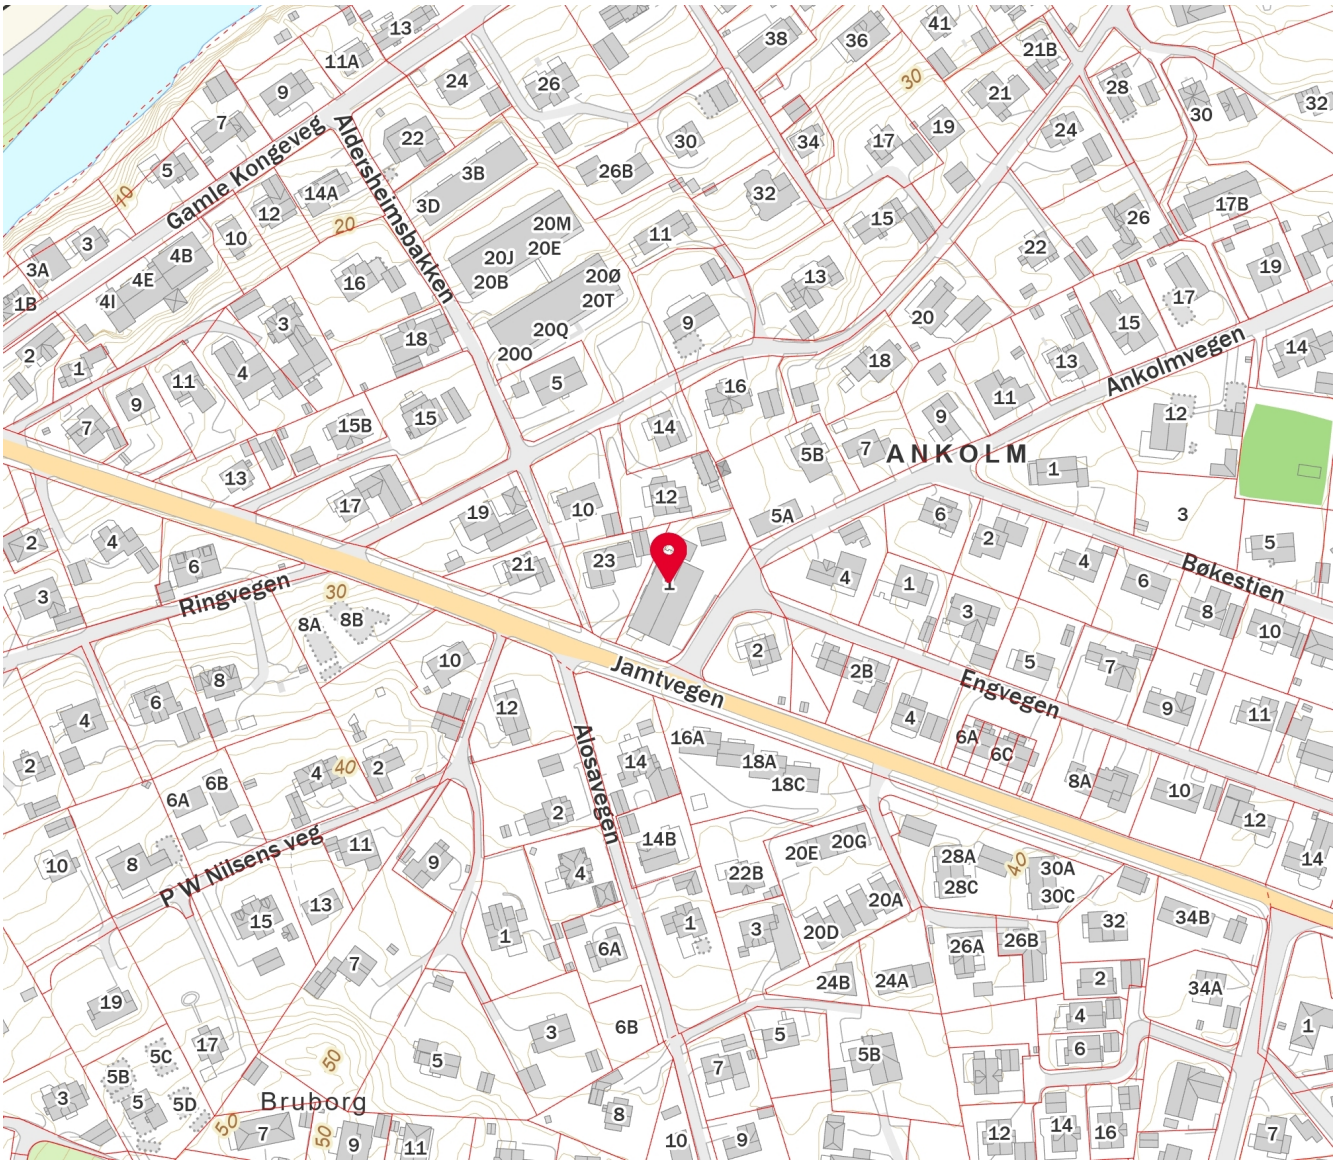 13
38
36
41
21B
11A
24
26
30
21
28
30
32
9
7
22
30
34
17
19
24
5
Gamle Kongeveg
Aldersheimsbakken
3B
26B
10
14A
12
3D
32
17B
20
20M
15
26
3
10
4B
20J
20E
11
22
3A
4E
16
20B
20Ø
13
19
1B
4I
20T
17
3
20Q
9
20
15
2
18
20O
Ankolmvegen
14
1
4
11
5
18
13
9
16
11
7
15B
15
14
9
12
5B
7
ANKOLM
13
1
17
19
10
12
5A
6
3
2
4
2
5
6
21
23
4
1
4
6
Bøkestien
3
Ringvegen
30
8A
8B
1
3
8
10
10
2
2B
5
7
8
Jamtvegen
Engvegen
6
12
4
9
11
4
Alosavegen
16A
6A
6C
2
4
40
2
14
18A
18C
8A
10
6A
6B
2
12
P W Nilsens veg
11
14B
20E
20G
14
10
8
9
4
22B
28A
28C
40
30A
30C
15
13
20A
1
1
3
20D
32
34B
7
6A
26A
26B
19
24B
24A
2
34A
17
3
6B
5
4
1
5C
50
5
7
5B
6
5B
3
5
5D
Bruborg
50
7
50
9
11
8
10
9
12
14
16
7